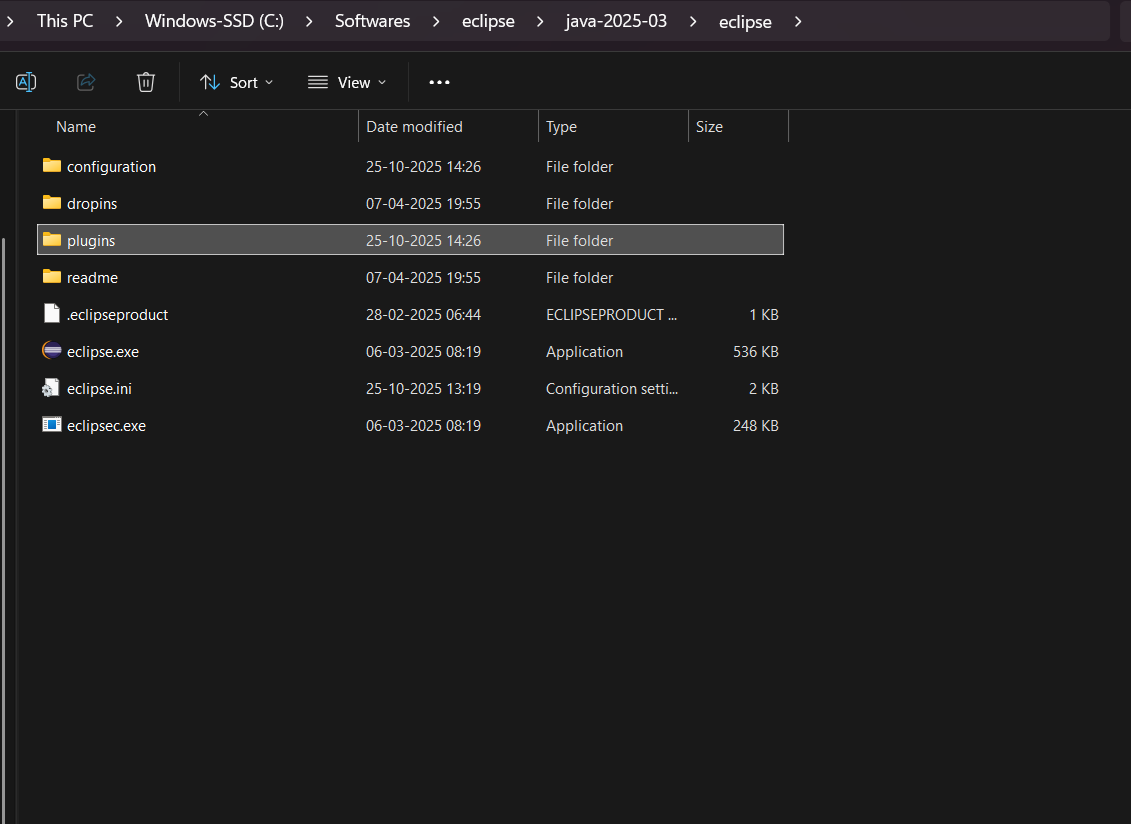 This PC > Windows-SSD (C:) > Softwares > eclipse > java-2025-03 > eclipse >
Sort View
Name Date modified Type Size
configuration 25-10-2025 14:26 File folder
dropins 07-04-2025 19:55 File folder
plugins 25-10-2025 14:26 File folder
readme 07-04-2025 19:55 File folder
.eclipseproduct 28-02-2025 06:44 ECLIPSEPRODUCT ... 1 KB
eclipse.exe 06-03-2025 08:19 Application 536 KB
eclipse.ini 25-10-2025 13:19 Configuration setti... 2 KB
eclipsec.exe 06-03-2025 08:19 Application 248 KB